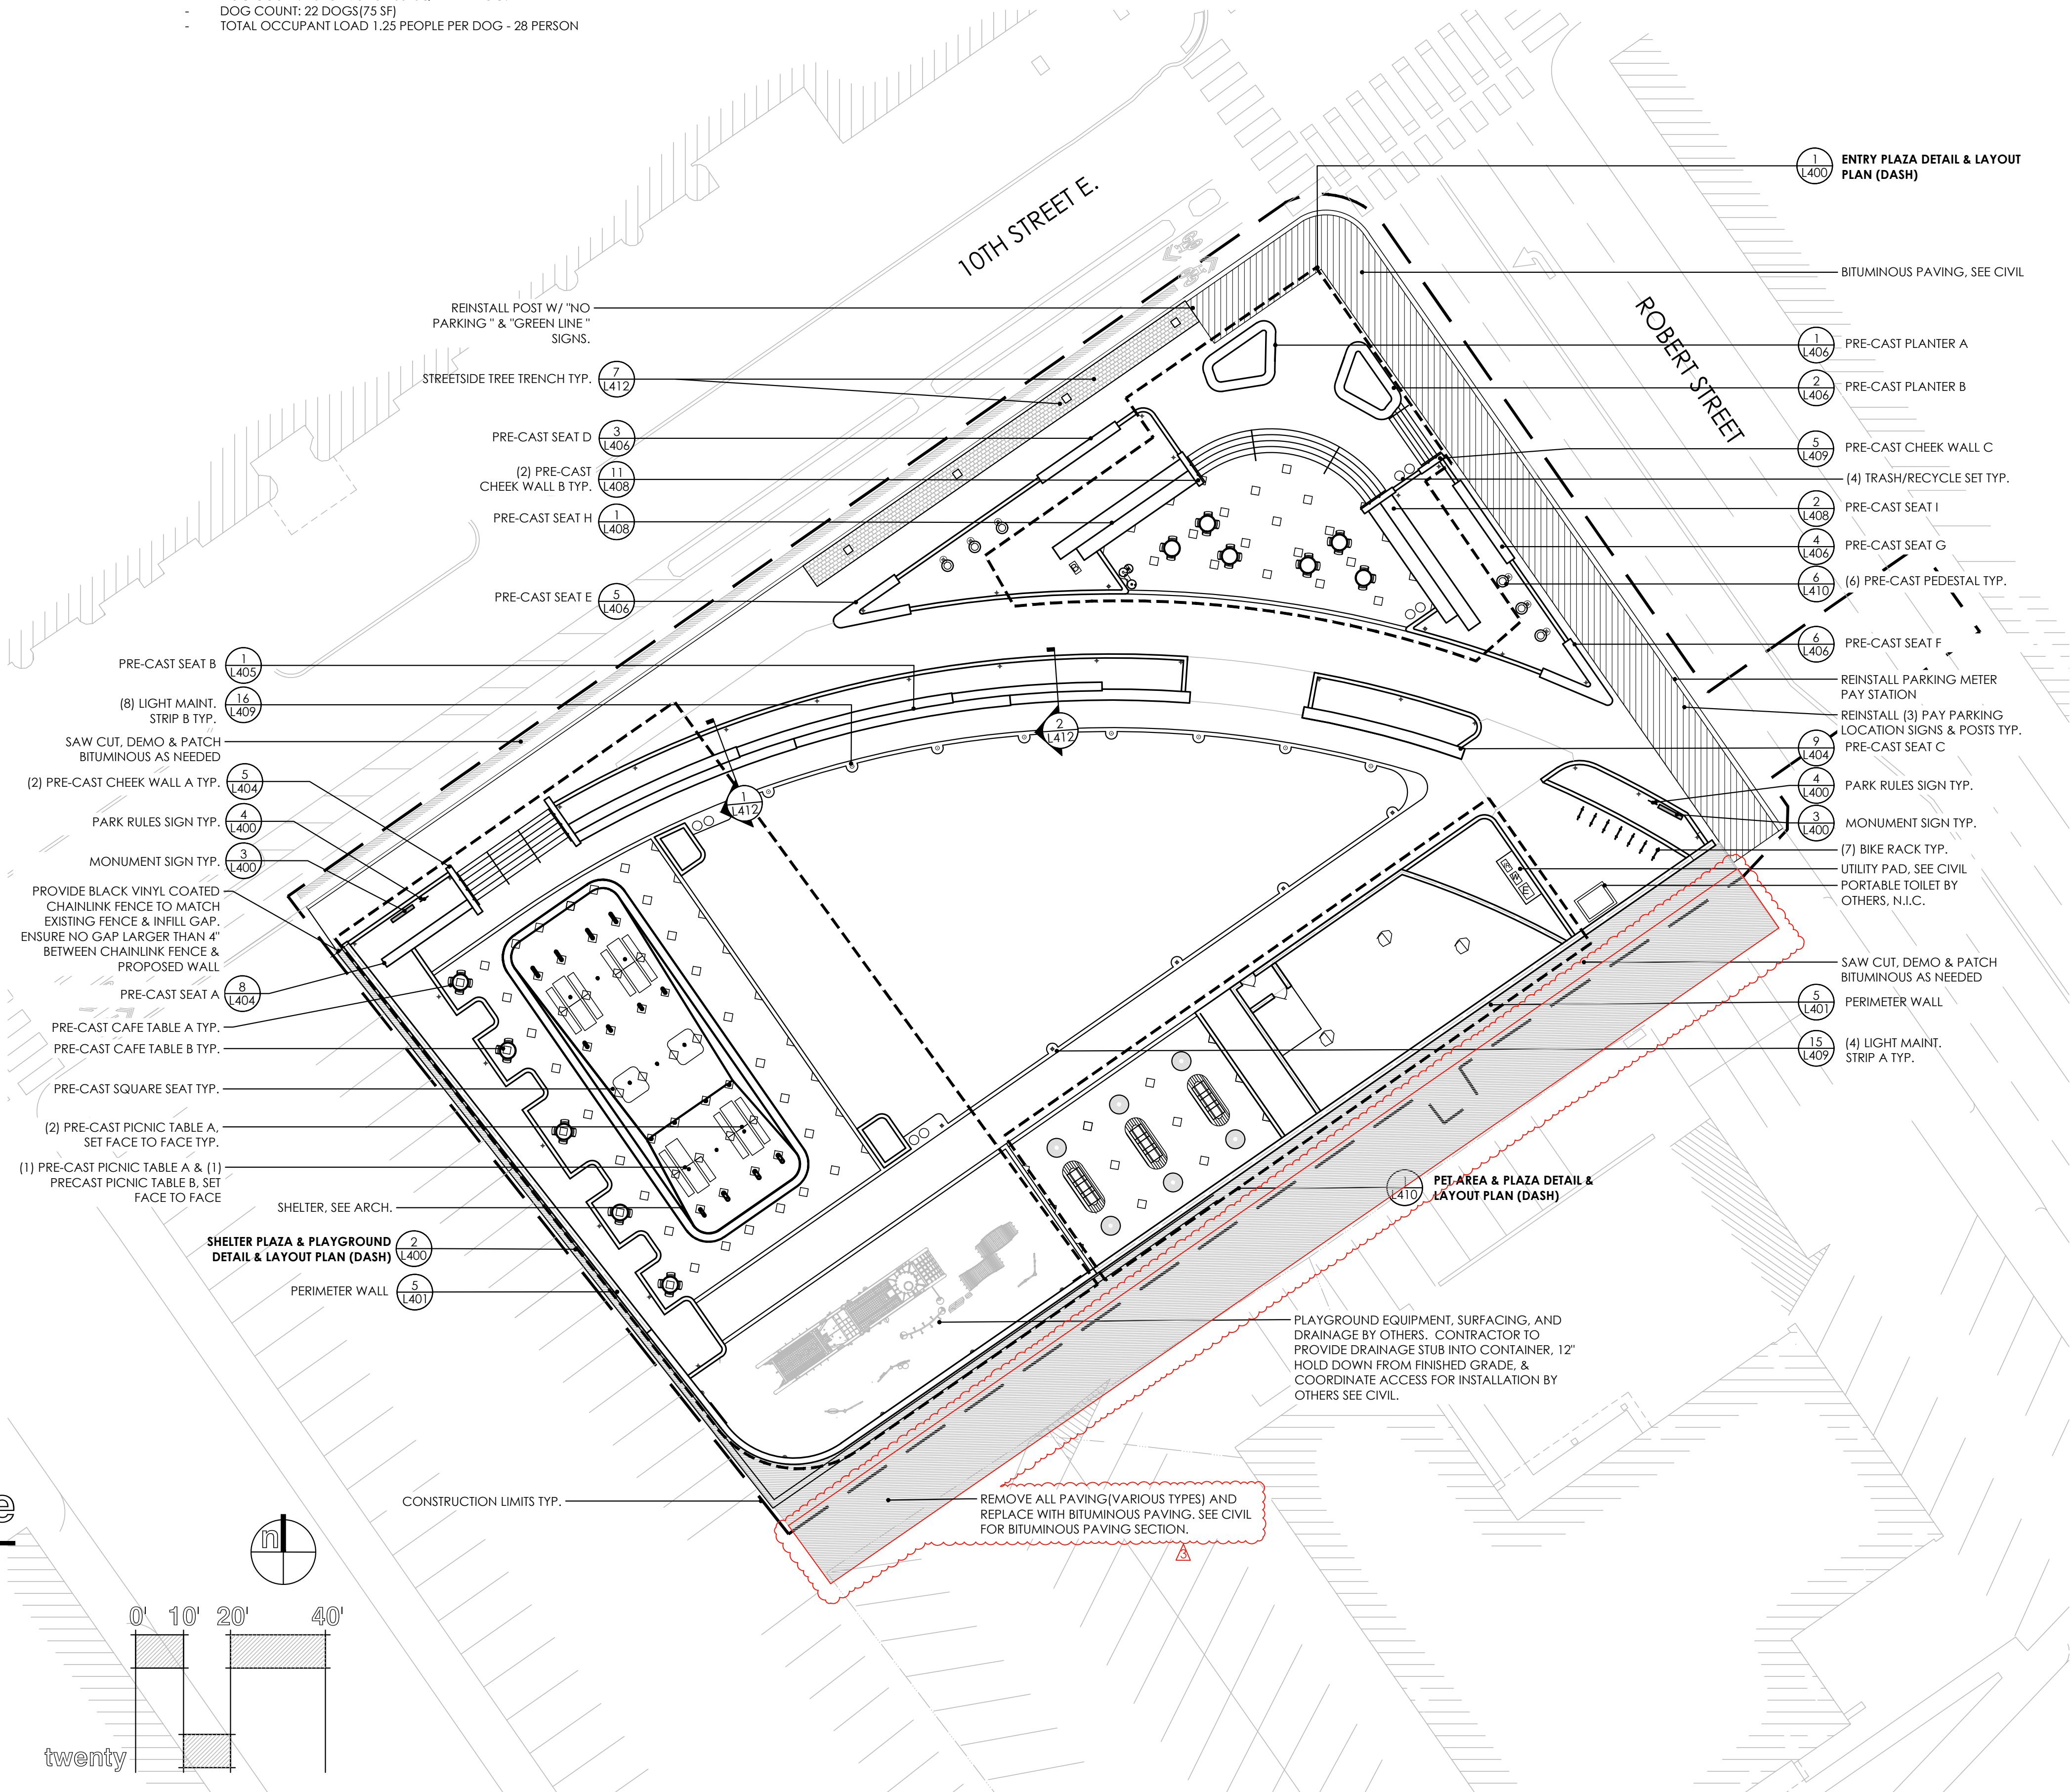 - DOG COUNT: 22 DOGS(75 SF)
- TOTAL OCCUPANT LOAD 1.25 PEOPLE PER DOG - 28 PERSON
10TH STREET E.
ROBERT STREET
REINSTALL POST W/ "NO
PARKING " & "GREEN LINE "
SIGNS.
STREETSIDE TREE TRENCH TYP.
7
L412
PRE-CAST SEAT D
3
L406
(2) PRE-CAST
CHEEK WALL B TYP.
11
L408
PRE-CAST SEAT H
1
L408
PRE-CAST SEAT E
5
L406
PRE-CAST SEAT B
1
L405
(8) LIGHT MAINT.
STRIP B TYP.
16
L409
SAW CUT, DEMO & PATCH
BITUMINOUS AS NEEDED
(2) PRE-CAST CHEEK WALL A TYP.
5
L404
PARK RULES SIGN TYP.
4
L400
MONUMENT SIGN TYP.
3
L400
PROVIDE BLACK VINYL COATED
CHAINLINK FENCE TO MATCH
EXISTING FENCE & INFILL GAP.
ENSURE NO GAP LARGER THAN 4"
BETWEEN CHAINLINK FENCE &
PROPOSED WALL
PRE-CAST SEAT A
8
L404
PRE-CAST CAFE TABLE A TYP.
PRE-CAST CAFE TABLE B TYP.
PRE-CAST SQUARE SEAT TYP.
(2) PRE-CAST PICNIC TABLE A,
SET FACE TO FACE TYP.
(1) PRE-CAST PICNIC TABLE A & (1)
PRECAST PICNIC TABLE B, SET
FACE TO FACE
SHELTER, SEE ARCH.
SHELTER PLAZA & PLAYGROUND
DETAIL & LAYOUT PLAN (DASH)
2
L400
PERIMETER WALL
5
L401
CONSTRUCTION LIMITS TYP.
1
L412
2
L412
1
L400
ENTRY PLAZA DETAIL & LAYOUT
PLAN (DASH)
BITUMINOUS PAVING, SEE CIVIL
1
L406
PRE-CAST PLANTER A
2
L406
PRE-CAST PLANTER B
5
L409
PRE-CAST CHEEK WALL C
(4) TRASH/RECYCLE SET TYP.
2
L408
PRE-CAST SEAT I
4
L406
PRE-CAST SEAT G
6
L410
(6) PRE-CAST PEDESTAL TYP.
6
L406
PRE-CAST SEAT F
REINSTALL PARKING METER
PAY STATION
REINSTALL (3) PAY PARKING
LOCATION SIGNS & POSTS TYP.
9
L404
PRE-CAST SEAT C
4
L400
PARK RULES SIGN TYP.
3
L400
MONUMENT SIGN TYP.
(7) BIKE RACK TYP.
UTILITY PAD, SEE CIVIL
PORTABLE TOILET BY
OTHERS, N.I.C.
SAW CUT, DEMO & PATCH
BITUMINOUS AS NEEDED
5
L401
PERIMETER WALL
15
L409
(4) LIGHT MAINT.
STRIP A TYP.
1
L410
PET AREA & PLAZA DETAIL &
LAYOUT PLAN (DASH)
PLAYGROUND EQUIPMENT, SURFACING, AND
DRAINAGE BY OTHERS. CONTRACTOR TO
PROVIDE DRAINAGE STUB INTO CONTAINER, 12"
HOLD DOWN FROM FINISHED GRADE, &
COORDINATE ACCESS FOR INSTALLATION BY
OTHERS SEE CIVIL.
REMOVE ALL PAVING(VARIOUS TYPES) AND
REPLACE WITH BITUMINOUS PAVING. SEE CIVIL
FOR BITUMINOUS PAVING SECTION.
3
n
0' 10' 20' 40'
twenty